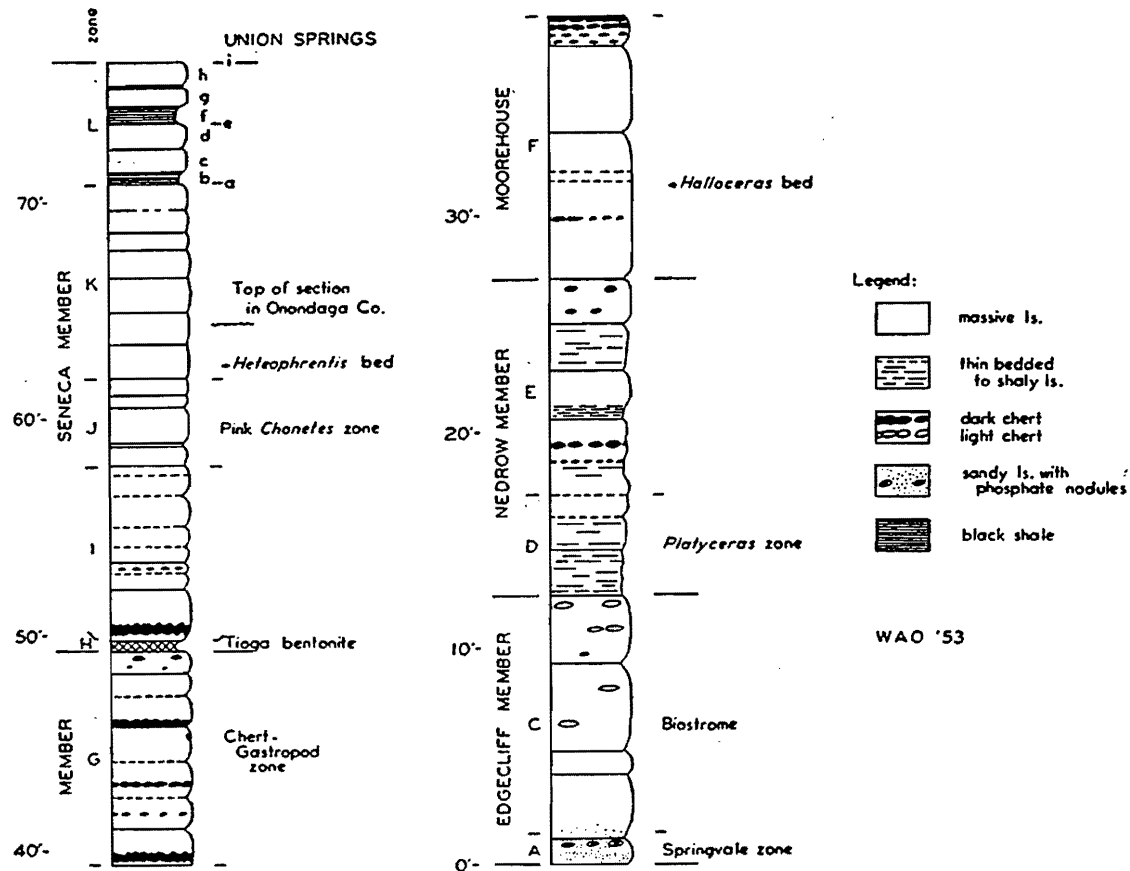 zone
UNION SPRINGS
i
h
g
f
e
d
c
b
a
L
70'-
K
Top of section
in Onondaga Co.
Heteophrentis bed
SENECA MEMBER
60'-
J
Pink Chonetes zone
I
50'-
H
Tioga bentonite
MEMBER
G
Chert-
Gastropod
zone
40'-
MOOREHOUSE
F
Halloceras bed
30'-
NEDROW MEMBER
E
20'-
D
Platyceras zone
EDGECLIFF MEMBER
10'-
C
Biostrome
A
Springvale zone
0'-
Legend:
massive ls.
thin bedded
to shaly ls.
dark chert
light chert
sandy ls. with
phosphate nodules
black shale
WAO '53